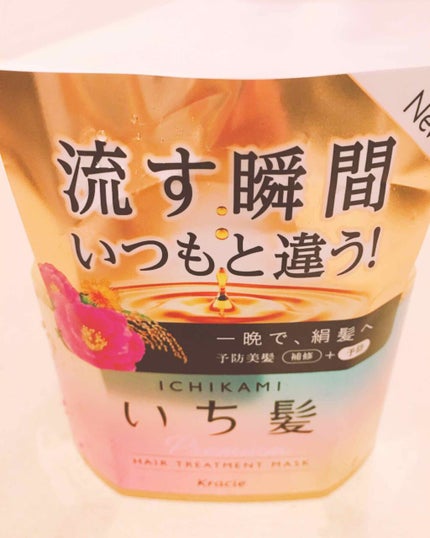 New
流す瞬間
いつもと違う!
一晩で、絹髪へ
予防美髪 補修 + 予防
ICHIKAMI
いち髪
Premium
HAIR TREATMENT MASK
Kracie